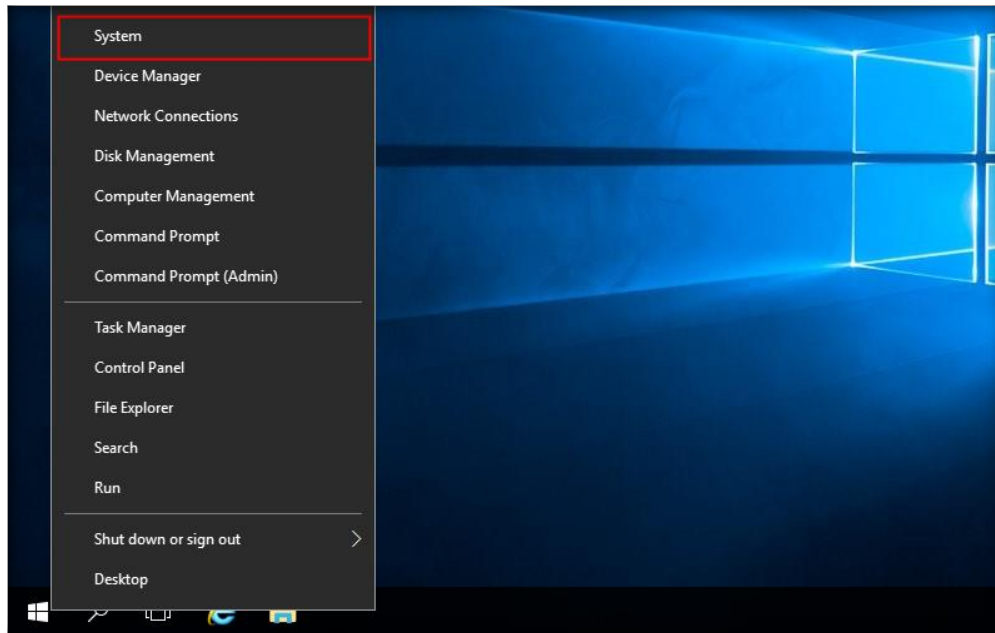 System
Device Manager
Network Connections
Disk Management
Computer Management
Command Prompt
Command Prompt (Admin)
Task Manager
Control Panel
File Explorer
Search
Run
Shut down or sign out
Desktop